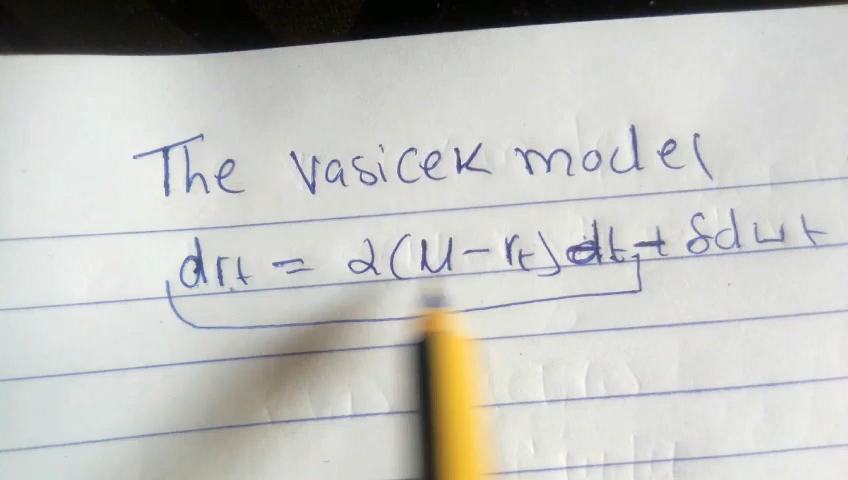 The vasicek model
drt = α(μ - rt)dt + δdwt